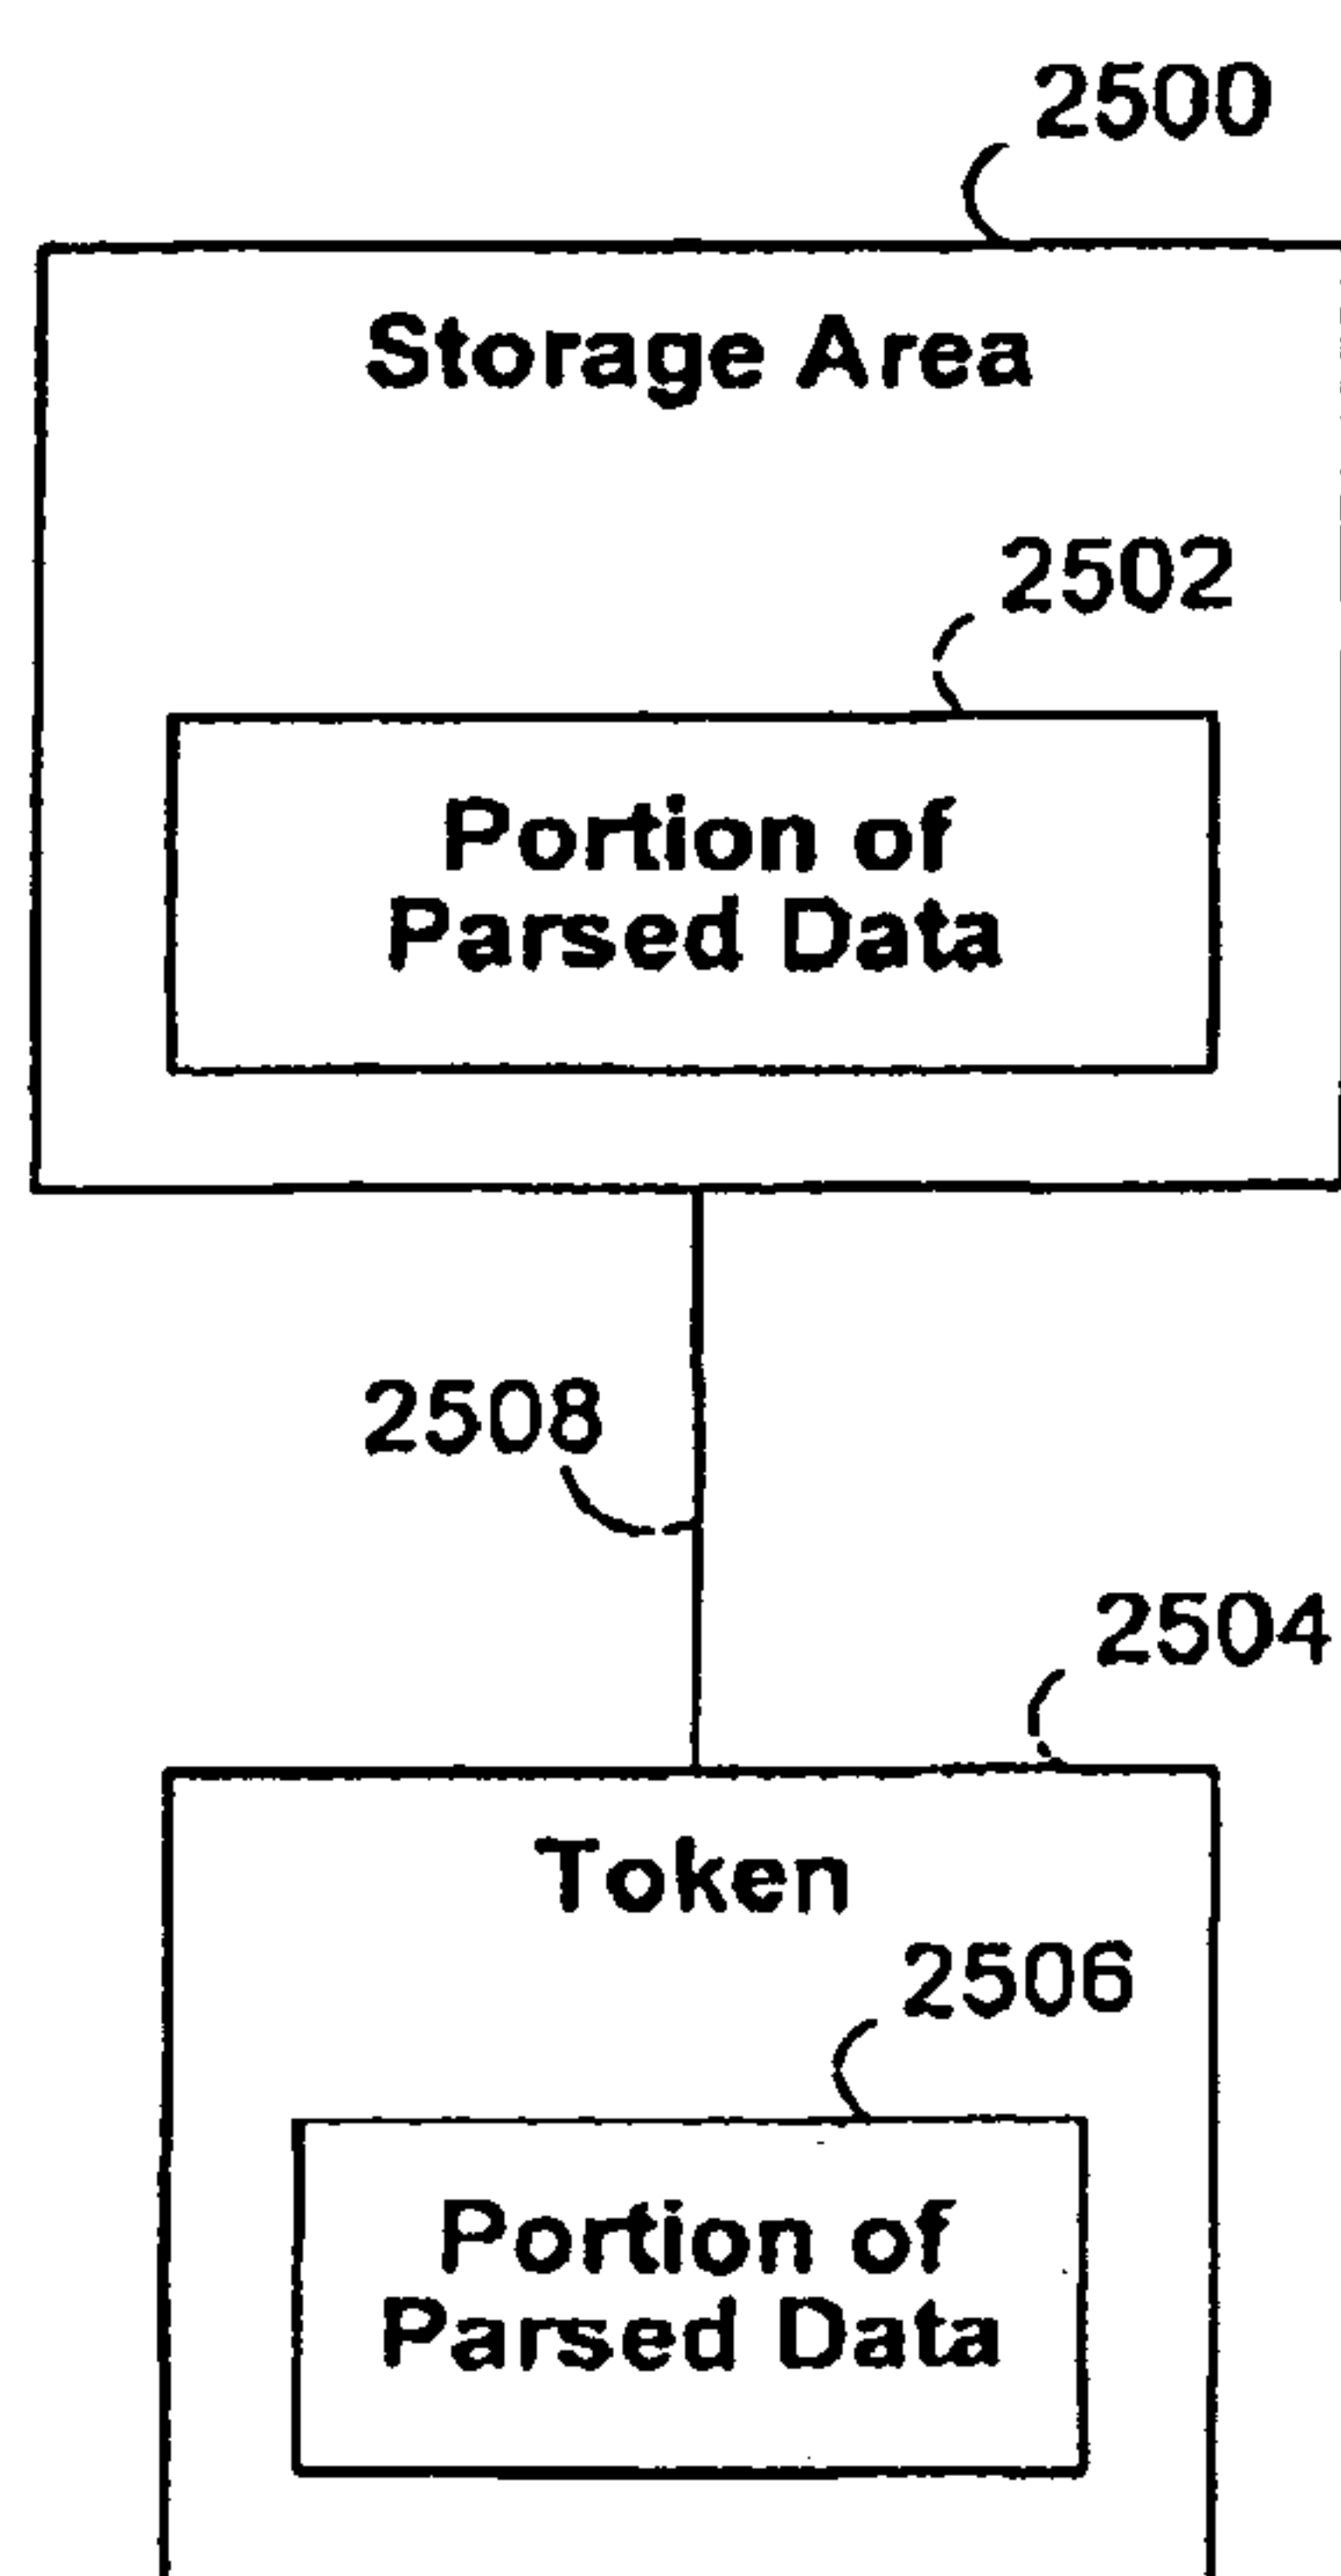 2500
Storage Area
2502
Portion of
Parsed Data
2508
2504
Token
2506
Portion of
Parsed Data